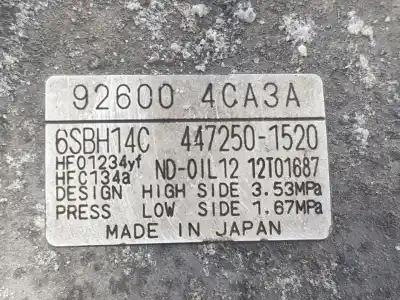 92600 4CA3A
6SBH14C 447250-1520
HFO1234yf
HFC134a ND-OIL12 12T01687
DESIGN HIGH SIDE 3.53MPa
PRESS LOW SIDE 1.67MPa
MADE IN JAPAN